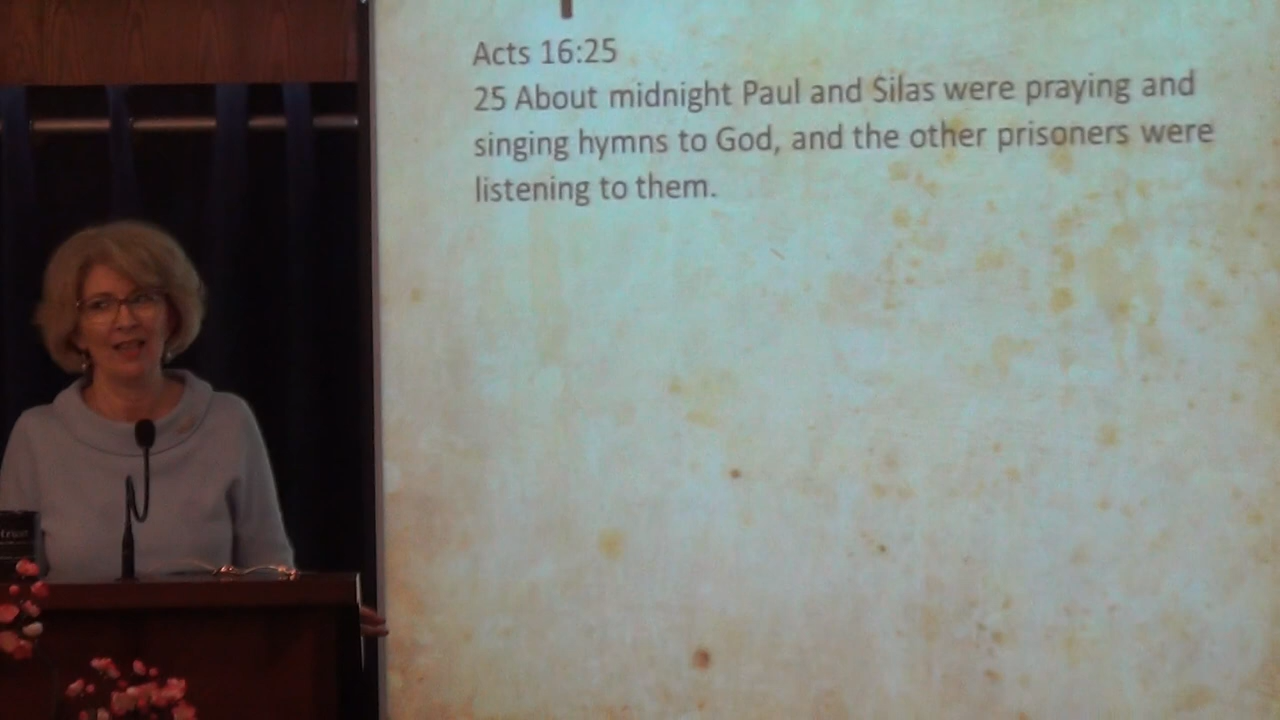 Acts 16:25
25 About midnight Paul and Silas were praying and
singing hymns to God, and the other prisoners were
listening to them.
trust